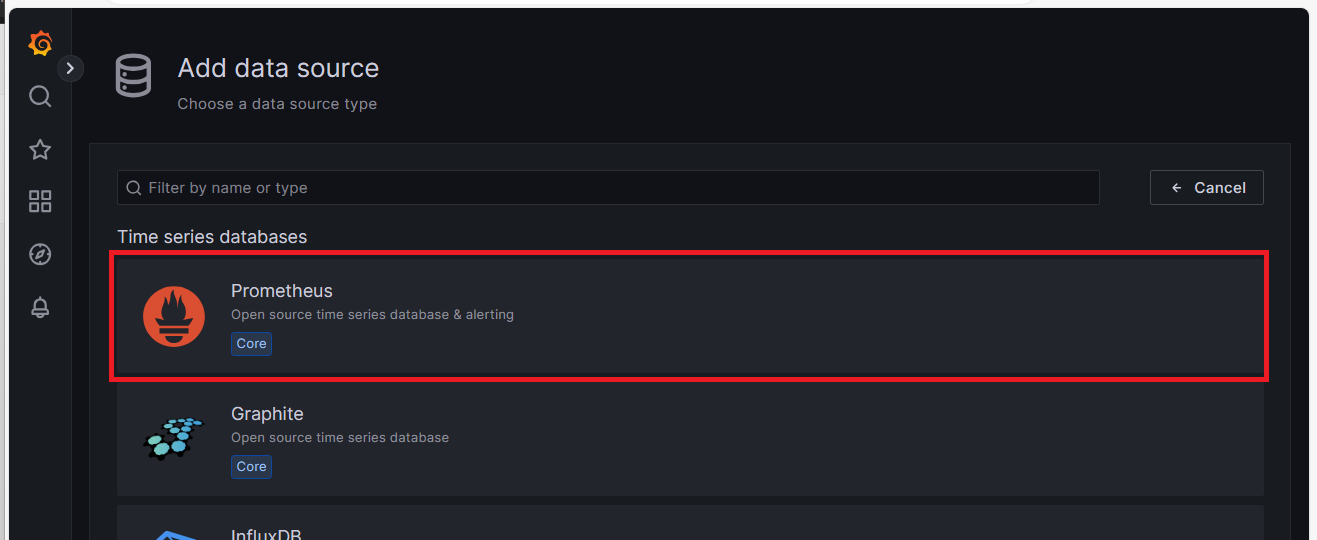 Add data source
Choose a data source type
Filter by name or type
Cancel
Time series databases
Prometheus
Open source time series database & alerting
Core
Graphite
Open source time series database
Core
InfluxDB